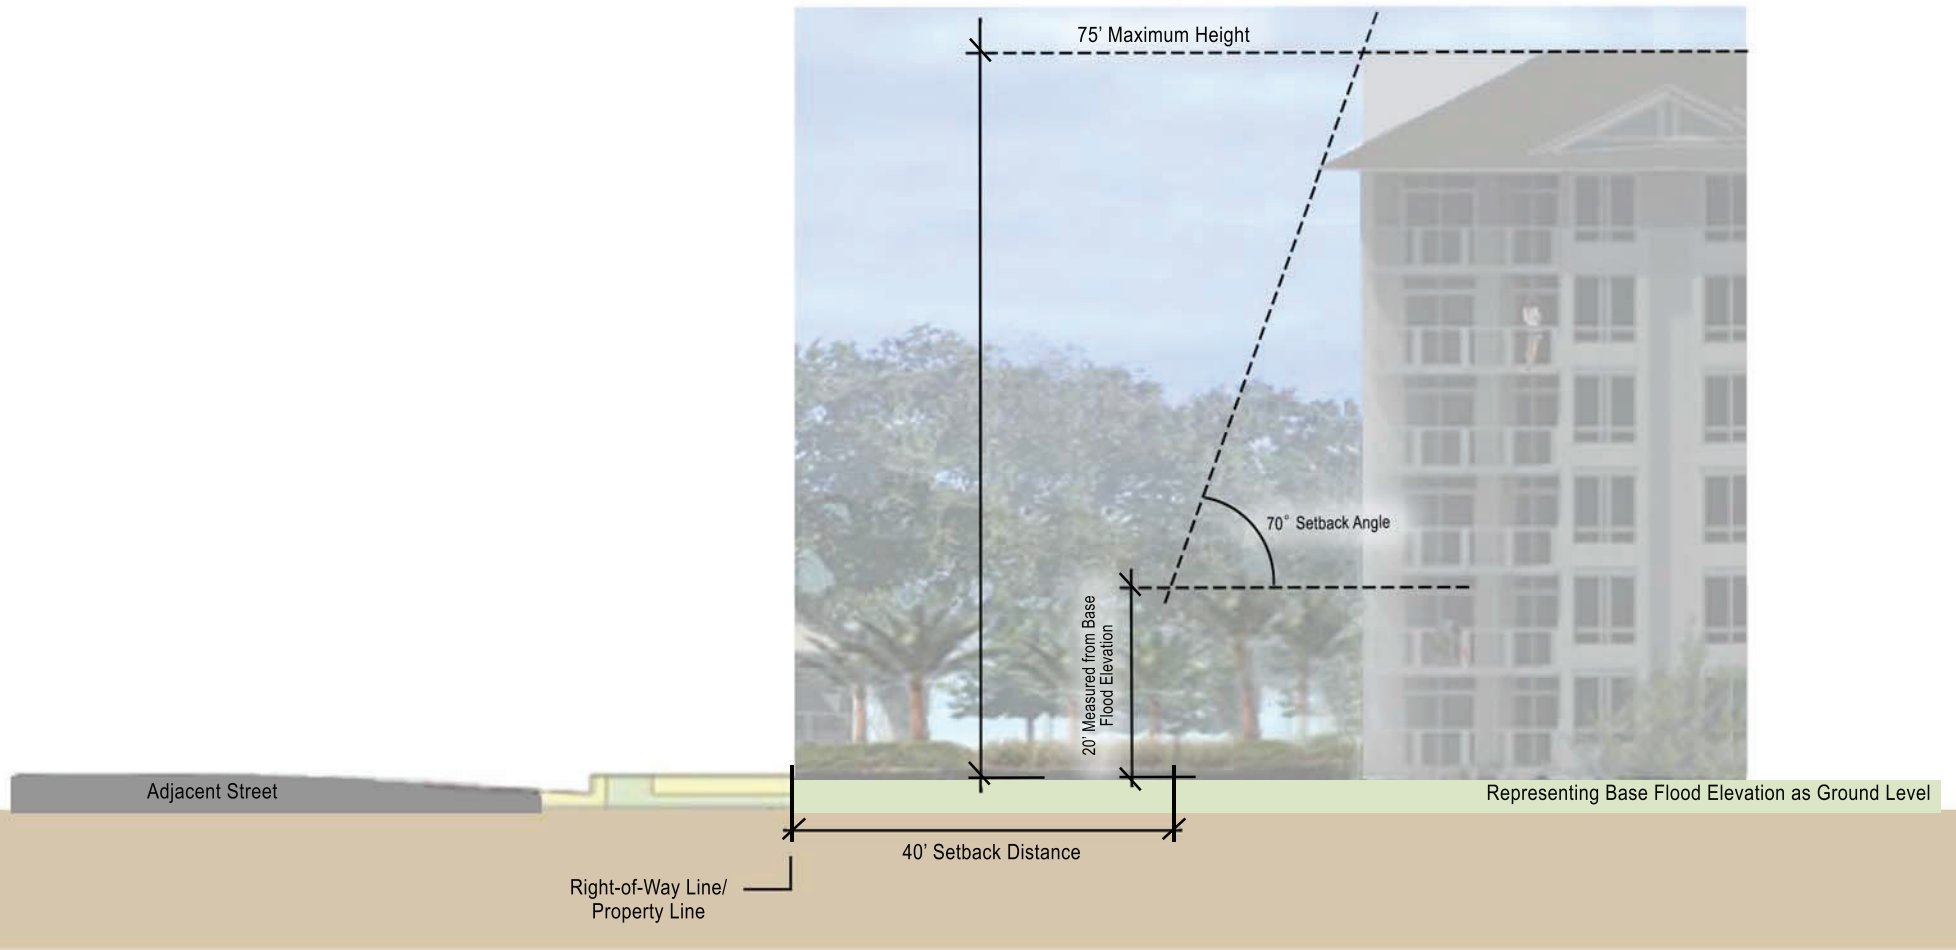 75’ Maximum Height
70° Setback Angle
20’ Measured from Base
Flood Elevation
Adjacent Street
Representing Base Flood Elevation as Ground Level
40’ Setback Distance
Right-of-Way Line/
Property Line